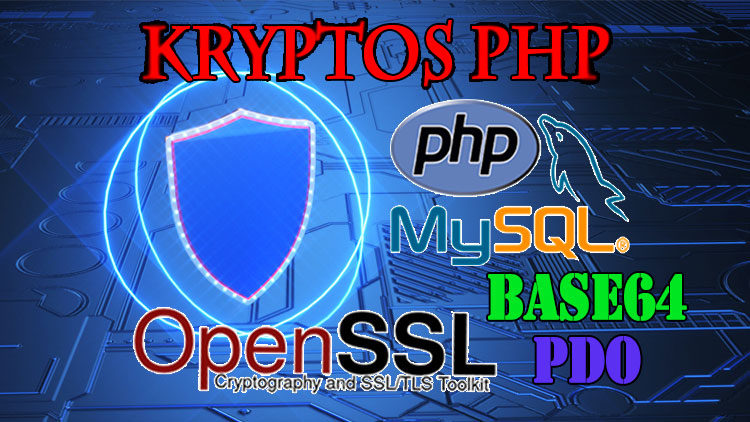 KRYPTOS PHP
php
MySQL®
BASE64
PDO
OpenSSL
Cryptography and SSL/TLS Toolkit